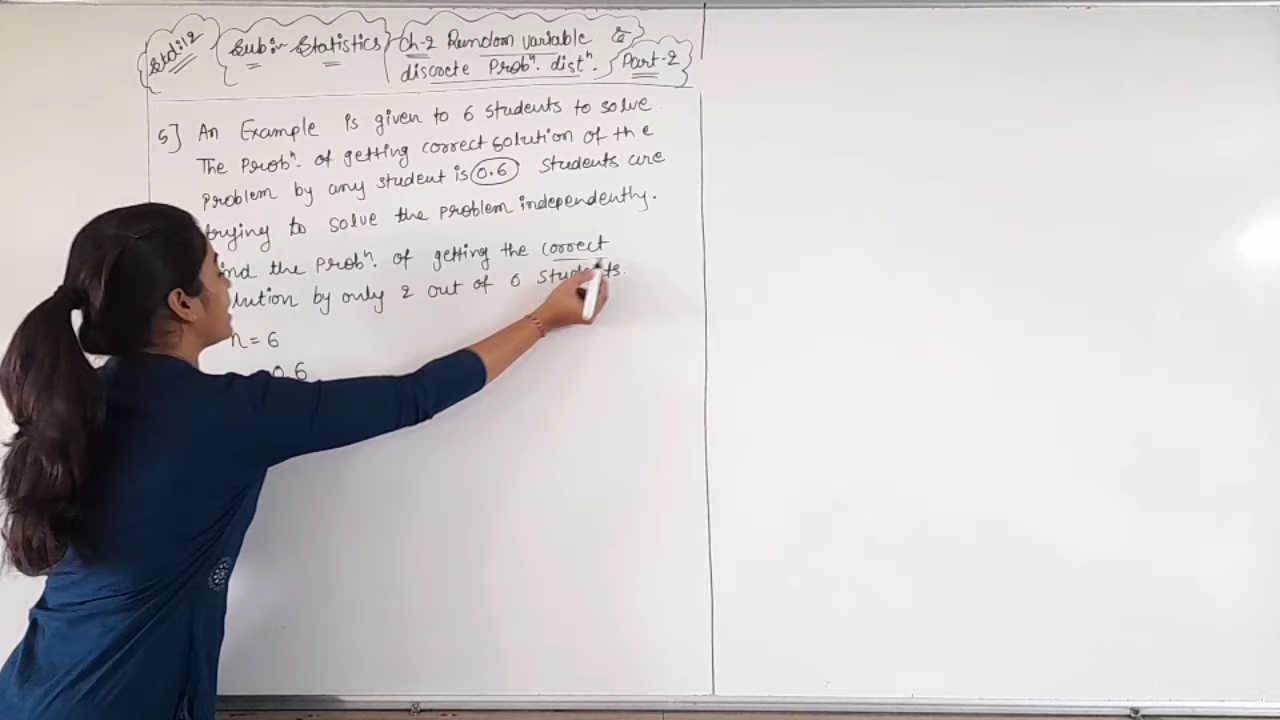 Std:12
Sub:- Statistics
Ch-2 Random variable &
discrete Probⁿ. distⁿ.
Part-2
5] An Example is given to 6 students to solve.
The Probⁿ. of getting correct solution of the
problem by any student is 0.6 Students are
trying to solve the problem independently.
the Probⁿ. of getting the correct
by only 2 out of 6 students.
n = 6
0.6